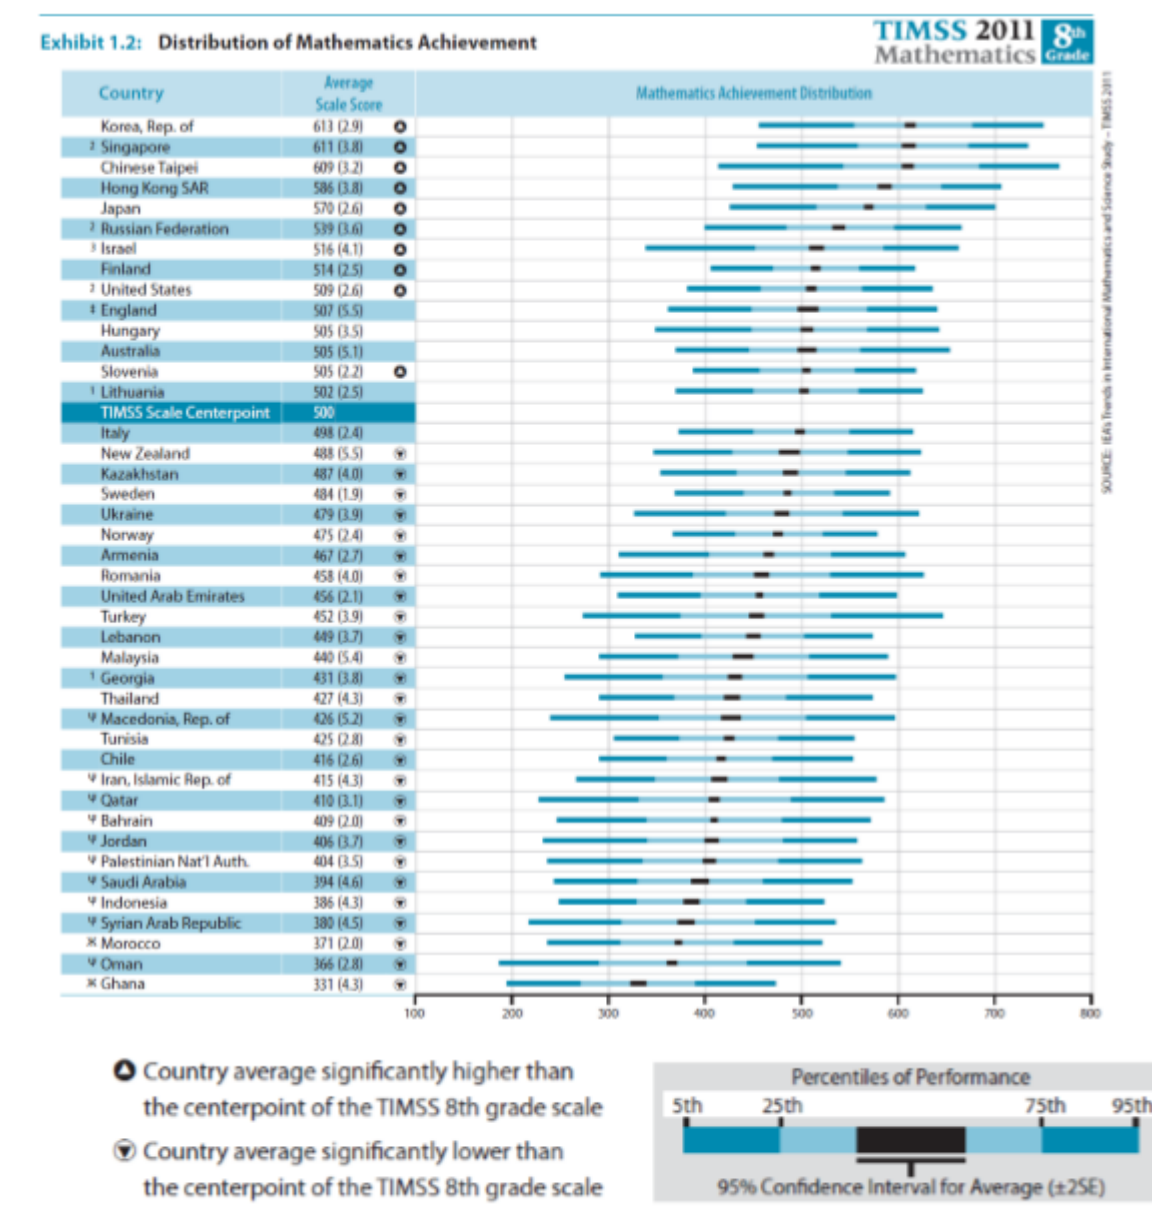 Exhibit 1.2: Distribution of Mathematics Achievement
TIMSS 2011 8th
Mathematics Grade
Country Average Scale Score Mathematics Achievement Distribution
Korea, Rep. of 613 (2.9)
2 Singapore 611 (3.8)
Chinese Taipei 609 (3.2)
Hong Kong SAR 586 (3.8)
Japan 570 (2.6)
2 Russian Federation 539 (3.6)
3 Israel 516 (4.1)
Finland 514 (2.5)
2 United States 509 (2.6)
‡ England 507 (5.5)
Hungary 505 (3.5)
Australia 505 (5.1)
Slovenia 505 (2.2)
1 Lithuania 502 (2.5)
TIMSS Scale Centerpoint 500
Italy 498 (2.4)
New Zealand 488 (5.5)
Kazakhstan 487 (4.0)
Sweden 484 (1.9)
Ukraine 479 (3.9)
Norway 475 (2.4)
Armenia 467 (2.7)
Romania 458 (4.0)
United Arab Emirates 456 (2.1)
Turkey 452 (3.9)
Lebanon 449 (3.7)
Malaysia 440 (5.4)
1 Georgia 431 (3.8)
Thailand 427 (4.3)
Ψ Macedonia, Rep. of 426 (5.2)
Tunisia 425 (2.8)
Chile 416 (2.6)
Ψ Iran, Islamic Rep. of 415 (4.3)
Ψ Qatar 410 (3.1)
Ψ Bahrain 409 (2.0)
Ψ Jordan 406 (3.7)
Ψ Palestinian Nat'l Auth. 404 (3.5)
Ψ Saudi Arabia 394 (4.6)
Ψ Indonesia 386 (4.3)
Ψ Syrian Arab Republic 380 (4.5)
Ж Morocco 371 (2.0)
Ψ Oman 366 (2.8)
Ж Ghana 331 (4.3)
100 200 300 400 500 600 700 800
SOURCE: IEA's Trends in International Mathematics and Science Study – TIMSS 2011
Country average significantly higher than
the centerpoint of the TIMSS 8th grade scale
Country average significantly lower than
the centerpoint of the TIMSS 8th grade scale
Percentiles of Performance
5th 25th 75th 95th
95% Confidence Interval for Average (±2SE)